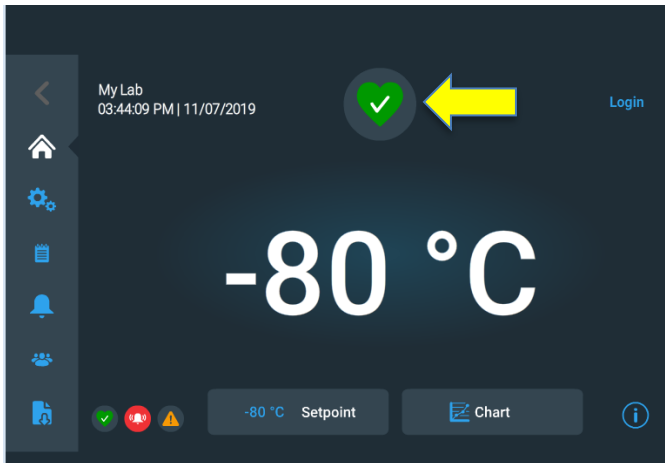 My Lab
03:44:09 PM | 11/07/2019
Login
-80 °C
-80 °C Setpoint
Chart